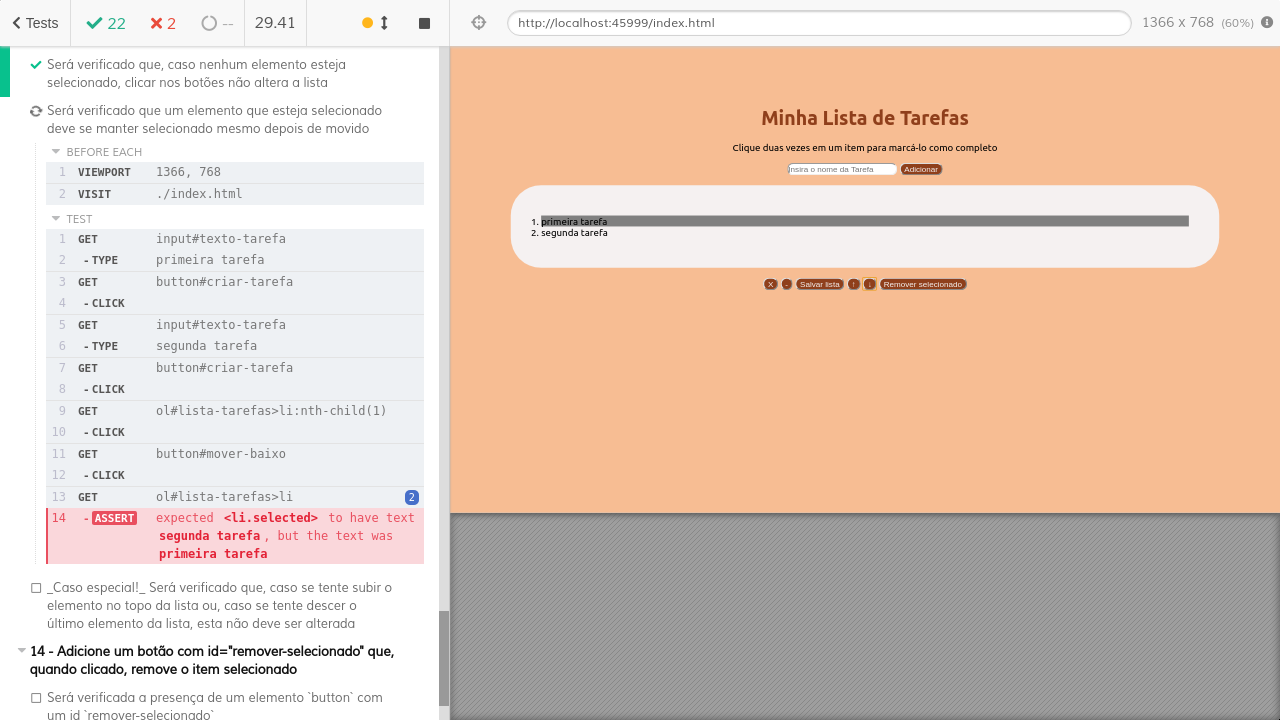 Tests
22
2
--
29.41
http://localhost:45999/index.html
1366 x 768 (60%)
Será verificado que, caso nenhum elemento esteja
selecionado, clicar nos botões não altera a lista
Será verificado que um elemento que esteja selecionado
deve se manter selecionado mesmo depois de movido
BEFORE EACH
1 VIEWPORT 1366, 768
2 VISIT ./index.html
TEST
1 GET input#texto-tarefa
2 -TYPE primeira tarefa
3 GET button#criar-tarefa
4 -CLICK
5 GET input#texto-tarefa
6 -TYPE segunda tarefa
7 GET button#criar-tarefa
8 -CLICK
9 GET ol#lista-tarefas>li:nth-child(1)
10 -CLICK
11 GET button#mover-baixo
12 -CLICK
13 GET ol#lista-tarefas>li 2
14 -ASSERT expected <li.selected> to have text
segunda tarefa, but the text was
primeira tarefa
_Caso especial!_ Será verificado que, caso se tente subir o
elemento no topo da lista ou, caso se tente descer o
último elemento da lista, esta não deve ser alterada
14 - Adicione um botão com id="remover-selecionado" que,
quando clicado, remove o item selecionado
Será verificada a presença de um elemento `button` com
um id `remover-selecionado`
Minha Lista de Tarefas
Clique duas vezes em um item para marcá-lo como completo
Insira o nome da Tarefa Adicionar
1. primeira tarefa
2. segunda tarefa
X - Salvar lista ↑ ↓ Remover selecionado